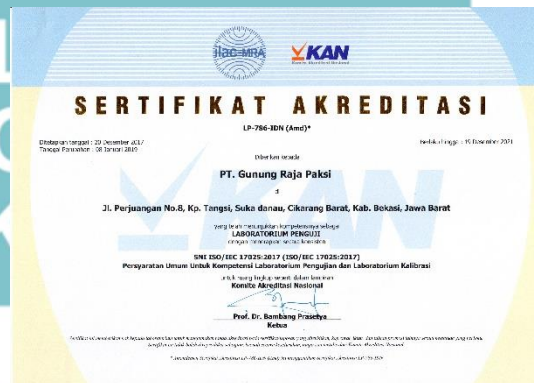 ilac-MRA
KAN
Komite Akreditasi Nasional
SERTIFIKAT AKREDITASI
LP-786-IDN (Amd)*
Ditetapkan tanggal : 20 Desember 2017
Tanggal Perubahan : 08 Januari 2019
Berlaku hingga : 19 Desember 2021
Diberikan kepada
PT. Gunung Raja Paksi
di
Jl. Perjuangan No.8, Kp. Tangsi, Suka danau, Cikarang Barat, Kab. Bekasi, Jawa Barat
yang telah menunjukkan kompetensinya sebagai
LABORATORIUM PENGUJI
dengan menerapkan secara konsisten
SNI ISO/IEC 17025:2017 (ISO/IEC 17025:2017)
Persyaratan Umum Untuk Kompetensi Laboratorium Pengujian dan Laboratorium Kalibrasi
untuk ruang lingkup seperti dalam lampiran
Komite Akreditasi Nasional
Prof. Dr. Bambang Prasetya
Ketua